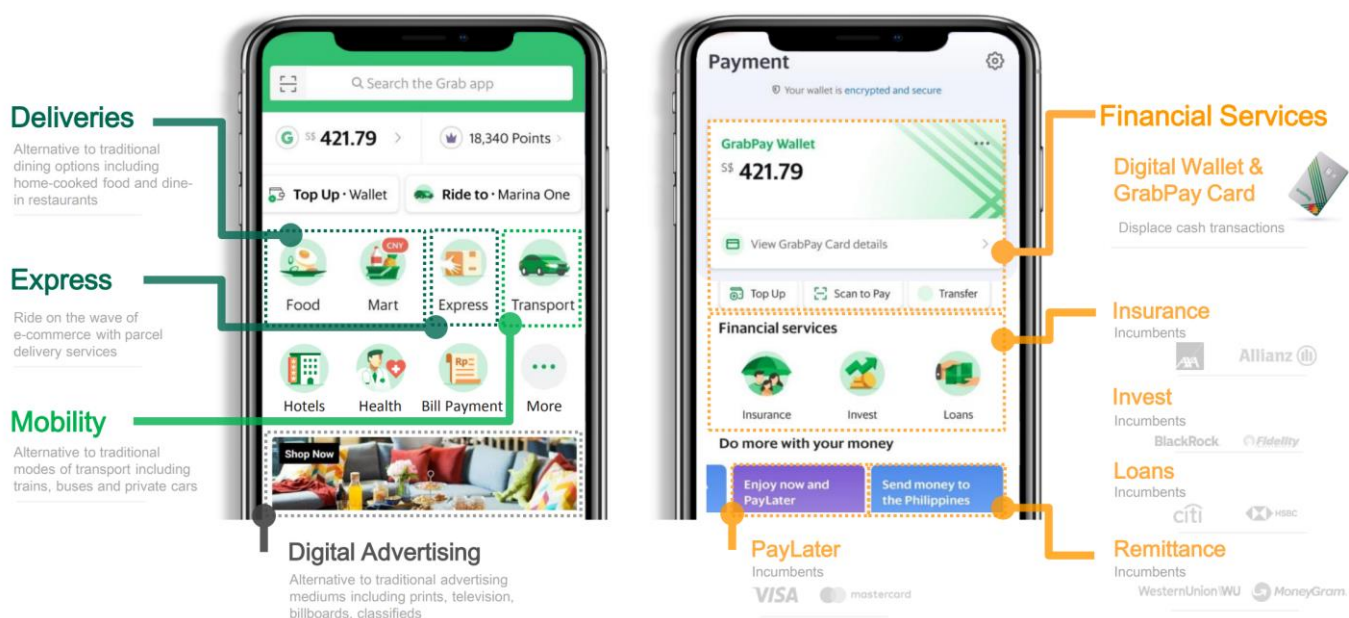 Deliveries
Alternative to traditional
dining options including
home-cooked food and dine-
in restaurants
Express
Ride on the wave of
e-commerce with parcel
delivery services
Mobility
Alternative to traditional
modes of transport including
trains, buses and private cars
Search the Grab app
G S$ 421.79 >
18,340 Points >
Top Up · Wallet
Ride to · Marina One
CNY
Food
Mart
Express
Transport
Rp
Hotels
Health
Bill Payment
More
Shop Now
Digital Advertising
Alternative to traditional advertising
mediums including prints, television,
billboards, classifieds
Payment
Your wallet is encrypted and secure
GrabPay Wallet
S$ 421.79
View GrabPay Card details >
Top Up
Scan to Pay
Transfer
Financial services
Insurance
Invest
Loans
Do more with your money
Enjoy now and
PayLater
Send money to
the Philippines
PayLater
Incumbents
VISA
mastercard
Financial Services
Digital Wallet &
GrabPay Card
Displace cash transactions
Insurance
Incumbents
AXA
Allianz
Invest
Incumbents
BlackRock
Fidelity
Loans
Incumbents
citi
HSBC
Remittance
Incumbents
WesternUnion\WU
MoneyGram.